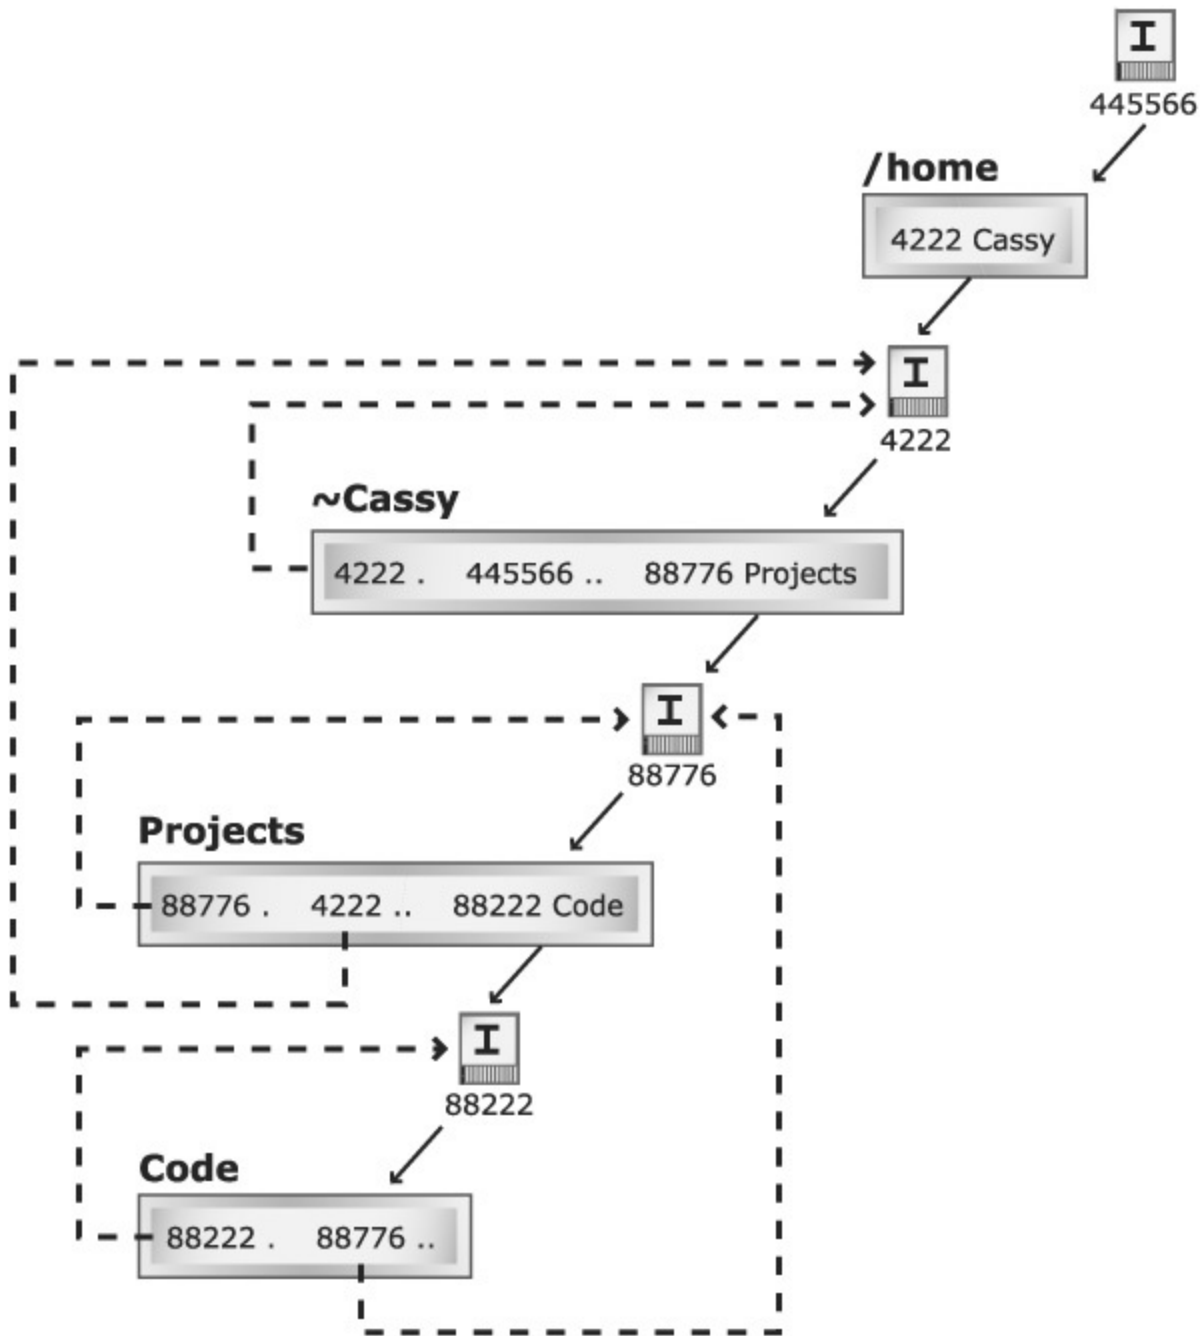 I
445566
/home
4222 Cassy
I
4222
~Cassy
4222 . 445566 .. 88776 Projects
I
88776
Projects
88776 . 4222 .. 88222 Code
I
88222
Code
88222 . 88776 ..